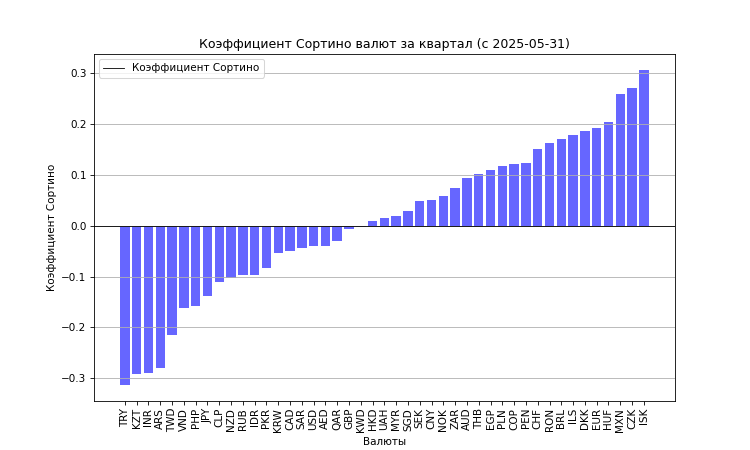 Коэффициент Сортино валют за квартал (с 2025-05-31)
Коэффициент Сортино
Коэффициент Сортино
0.3
0.2
0.1
0.0
−0.1
−0.2
−0.3
TRY
KZT
INR
ARS
TWD
VND
PHP
JPY
CLP
NZD
RUB
IDR
PKR
KRW
CAD
SAR
USD
AED
QAR
GBP
KWD
HKD
UAH
MYR
SGD
SEK
CNY
NOK
ZAR
AUD
THB
EGP
PLN
COP
PEN
CHF
RON
BRL
ILS
DKK
EUR
HUF
MXN
CZK
ISK
Валюты